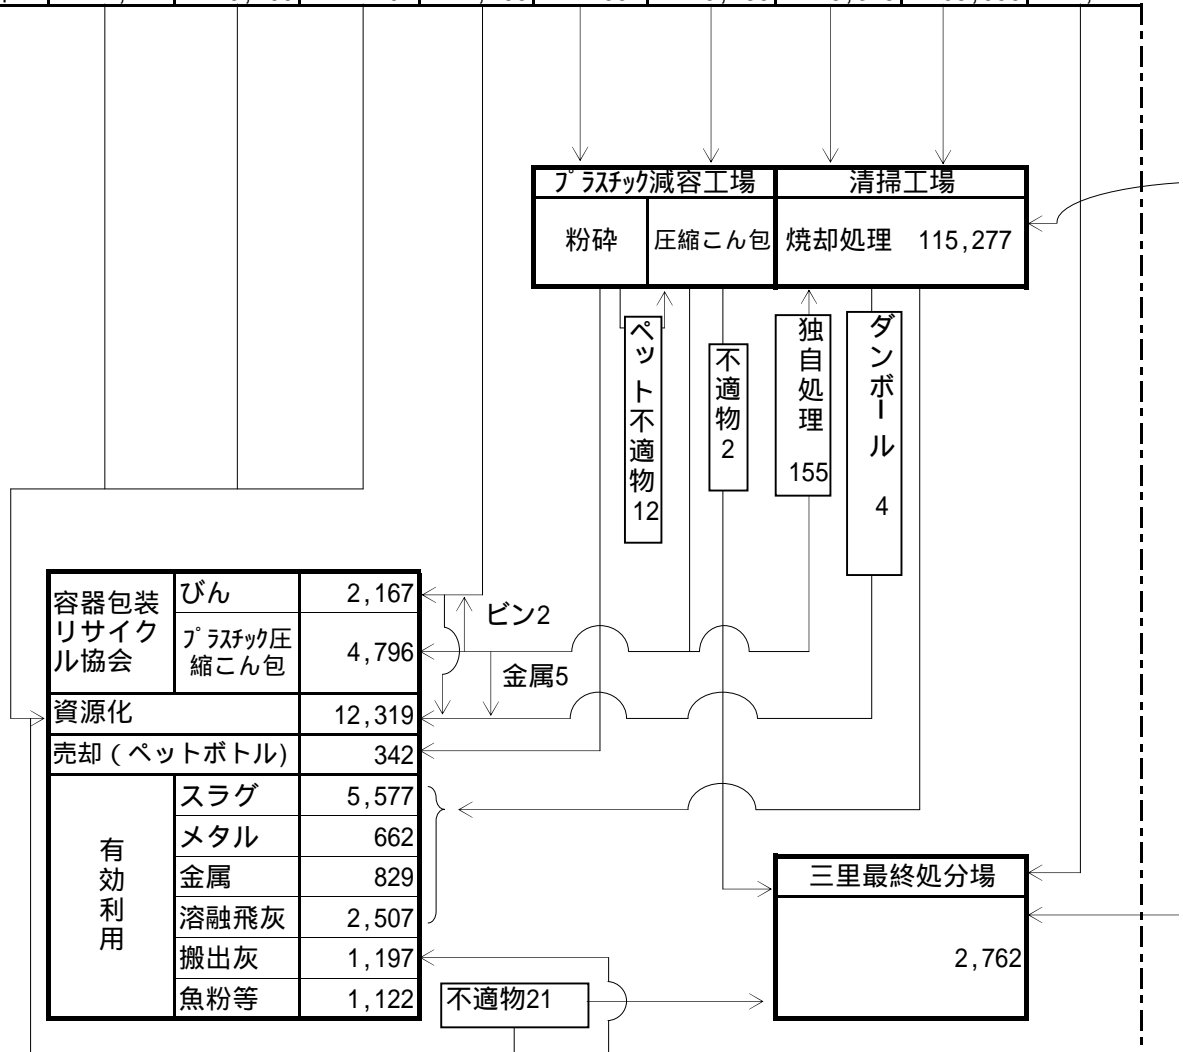 プラスチック減容工場
清掃工場
粉砕
圧縮こん包
焼却処理 115,277
ペット不適物 12
不適物 2
独自処理 155
ダンボール 4
容器包装
リサイク
ル協会
びん 2,167
プラスチック圧
縮こん包
4,796
ビン2
金属5
資源化 12,319
売却(ペットボトル) 342
有効利用
スラグ 5,577
メタル 662
金属 829
溶融飛灰 2,507
搬出灰 1,197
魚粉等 1,122
不適物21
三里最終処分場
2,762